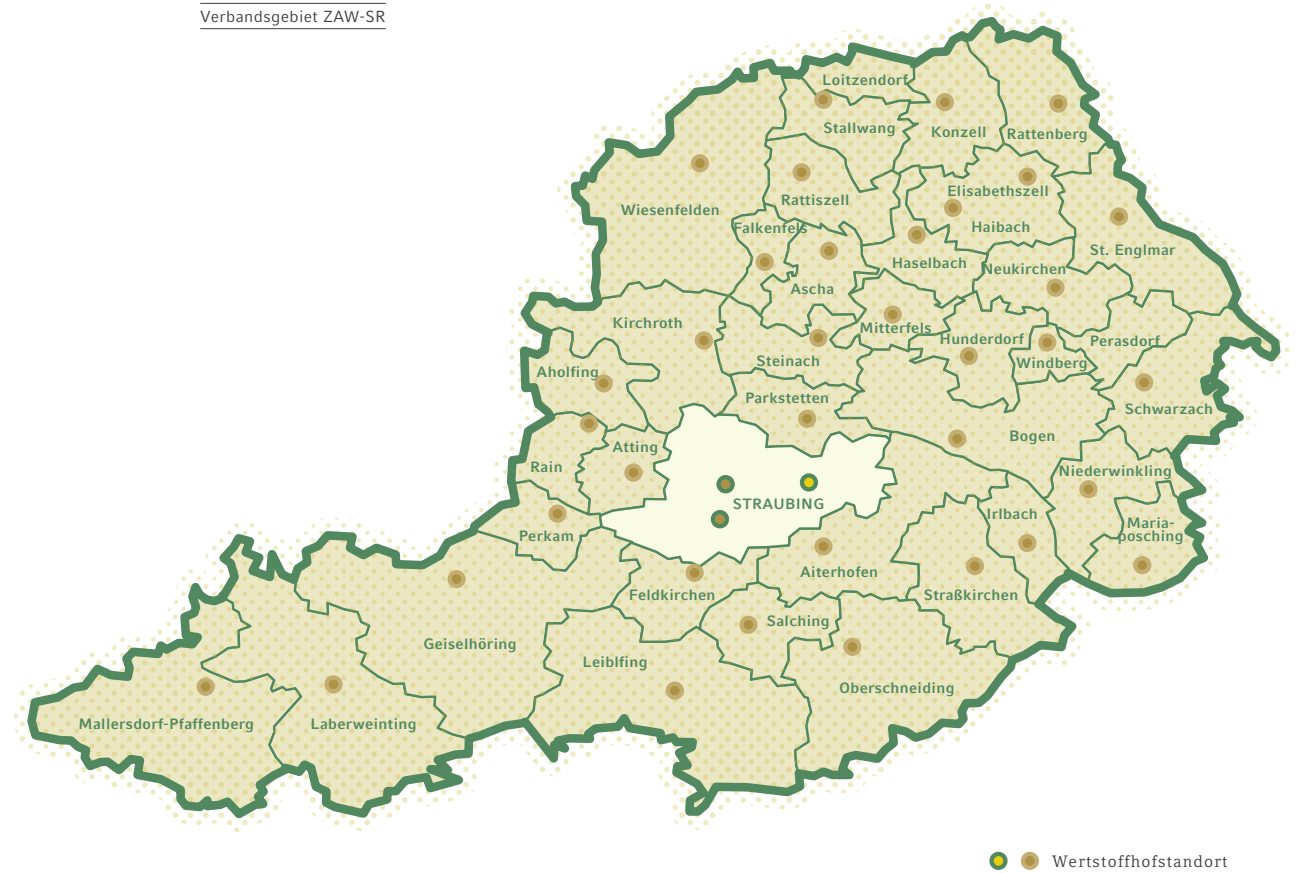 Verbandsgebiet ZAW-SR
Loitzendorf
Stallwang
Konzell
Rattenberg
Elisabethszell
Rattiszell
Wiesenfelden
Falkenfels
Haibach
St. Englmar
Haselbach
Neukirchen
Ascha
Kirchroth
Mitterfels
Hunderdorf
Perasdorf
Steinach
Windberg
Aholfing
Parkstetten
Schwarzach
Bogen
Atting
Rain
Niederwinkling
STRAUBING
Irlbach
Maria-
posching
Perkam
Aiterhofen
Feldkirchen
Straßkirchen
Salching
Geiselhöring
Leiblfing
Oberschneiding
Mallersdorf-Pfaffenberg
Laberweinting
Wertstoffhofstandort